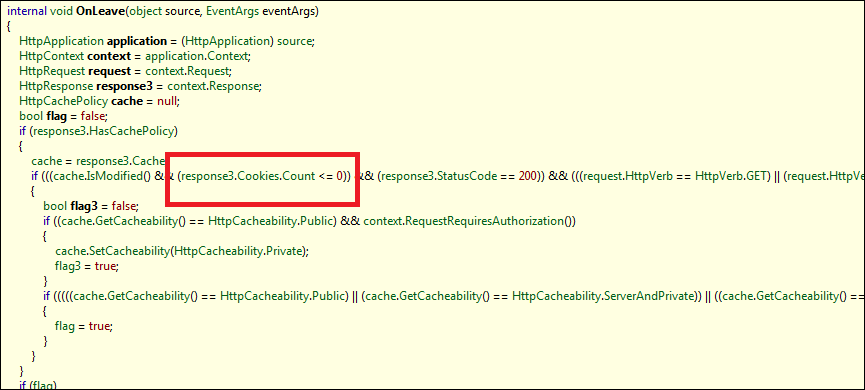 internal void OnLeave(object source, EventArgs eventArgs)
{
HttpApplication application = (HttpApplication) source;
HttpContext context = application.Context;
HttpRequest request = context.Request;
HttpResponse response3 = context.Response;
HttpCachePolicy cache = null;
bool flag = false;
if (response3.HasCachePolicy)
{
cache = response3.Cache
if (((cache.IsModified() && (response3.Cookies.Count <= 0)) && (response3.StatusCode == 200)) && (((request.HttpVerb == HttpVerb.GET) || (request.HttpVe
{
bool flag3 = false;
if ((cache.GetCacheability() == HttpCacheability.Public) && context.RequestRequiresAuthorization())
{
cache.SetCacheability(HttpCacheability.Private);
flag3 = true;
}
if (((((cache.GetCacheability() == HttpCacheability.Public) || (cache.GetCacheability() == HttpCacheability.ServerAndPrivate)) || ((cache.GetCacheability() ==
{
flag = true;
}
}
}
if (flag)